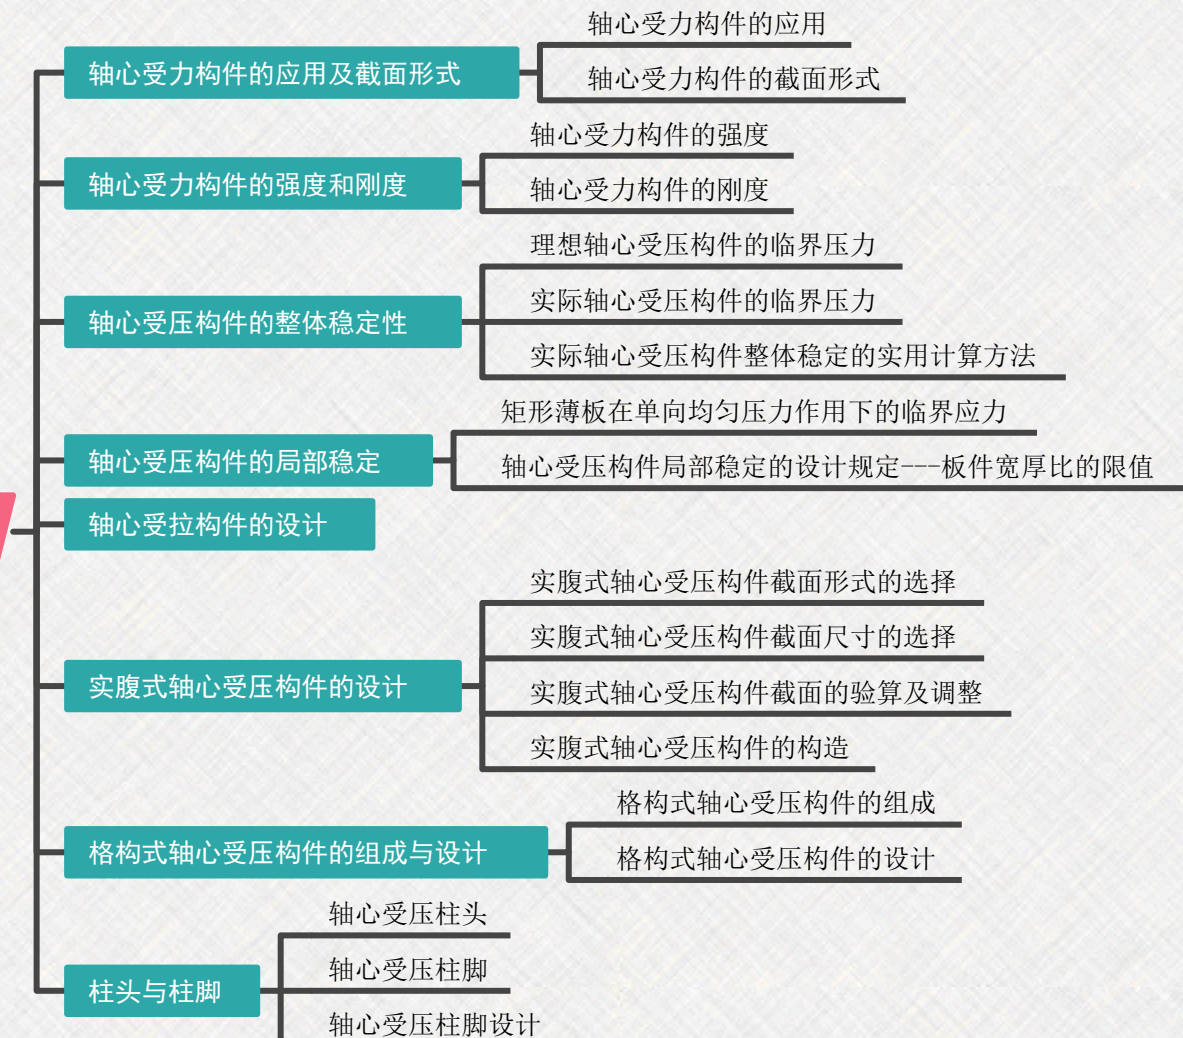 轴心受力构件的应用及截面形式
轴心受力构件的应用
轴心受力构件的截面形式
轴心受力构件的强度和刚度
轴心受力构件的强度
轴心受力构件的刚度
轴心受压构件的整体稳定性
理想轴心受压构件的临界压力
实际轴心受压构件的临界压力
实际轴心受压构件整体稳定的实用计算方法
轴心受压构件的局部稳定
矩形薄板在单向均匀压力作用下的临界应力
轴心受压构件局部稳定的设计规定---板件宽厚比的限值
轴心受拉构件的设计
实腹式轴心受压构件的设计
实腹式轴心受压构件截面形式的选择
实腹式轴心受压构件截面尺寸的选择
实腹式轴心受压构件截面的验算及调整
实腹式轴心受压构件的构造
格构式轴心受压构件的组成与设计
格构式轴心受压构件的组成
格构式轴心受压构件的设计
柱头与柱脚
轴心受压柱头
轴心受压柱脚
轴心受压柱脚设计